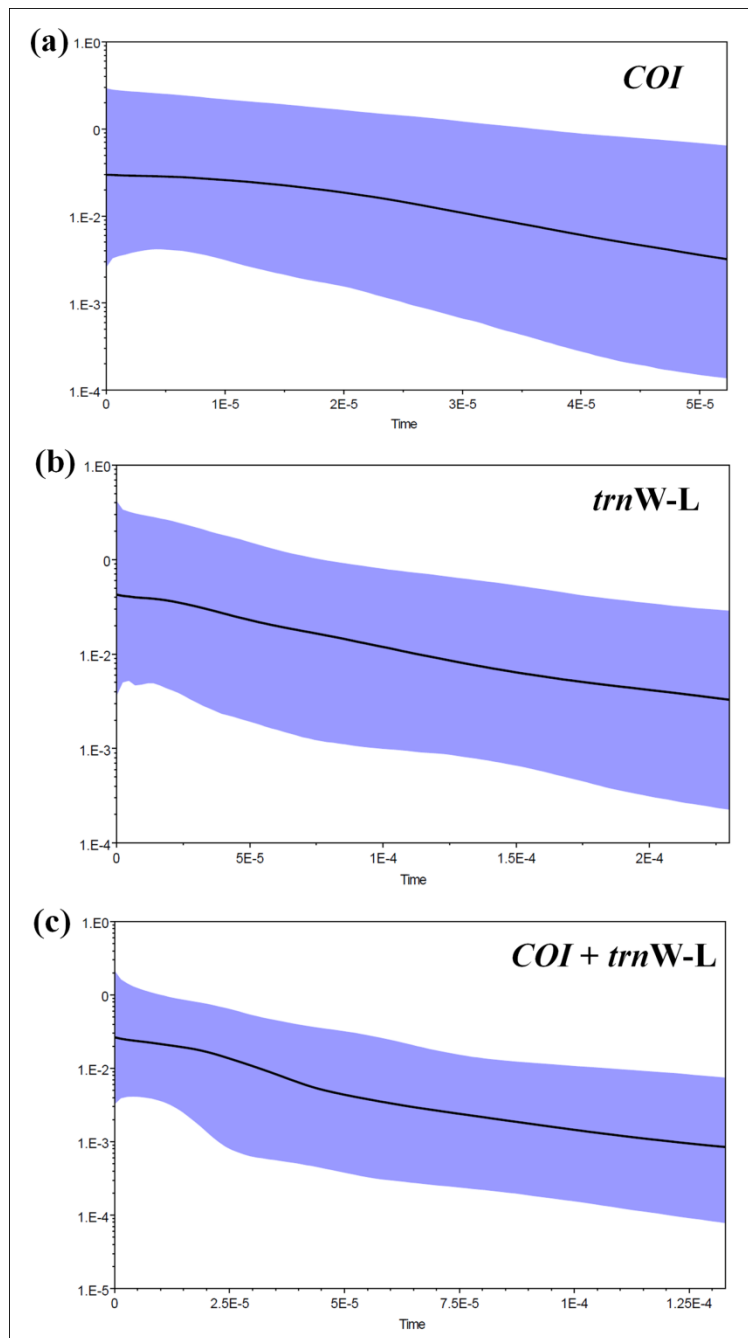 (a)
COI
1.E0
0
1.E-2
1.E-3
1.E-4
0 1E-5 2E-5 3E-5 4E-5 5E-5
Time
(b)
trnW-L
1.E0
0
1.E-2
1.E-3
1.E-4
0 5E-5 1E-4 1.5E-4 2E-4
Time
(c)
COI + trnW-L
1.E0
0
1.E-2
1.E-3
1.E-4
1.E-5
0 2.5E-5 5E-5 7.5E-5 1E-4 1.25E-4
Time